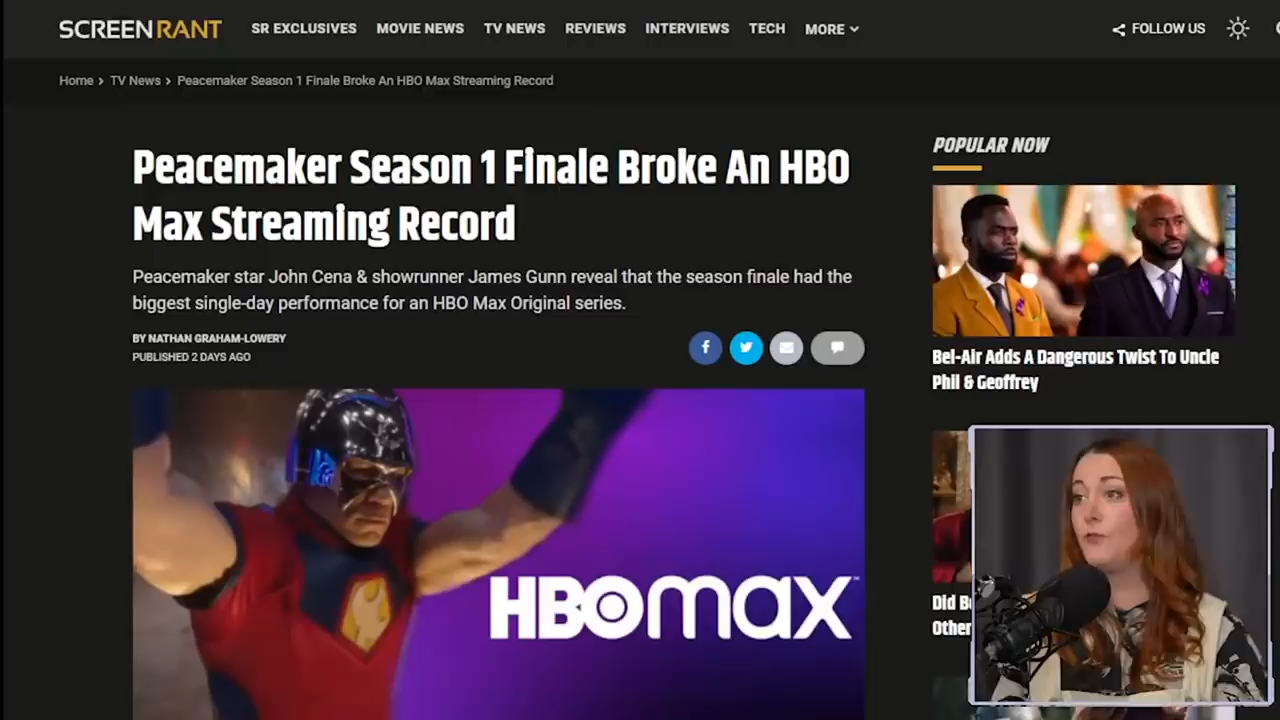 SCREENRANT
SR EXCLUSIVES MOVIE NEWS TV NEWS REVIEWS INTERVIEWS TECH MORE
FOLLOW US
Home > TV News > Peacemaker Season 1 Finale Broke An HBO Max Streaming Record
Peacemaker Season 1 Finale Broke An HBO
Max Streaming Record
Peacemaker star John Cena & showrunner James Gunn reveal that the season finale had the
biggest single-day performance for an HBO Max Original series.
BY NATHAN GRAHAM-LOWERY
PUBLISHED 2 DAYS AGO
HBOmax
POPULAR NOW
Bel-Air Adds A Dangerous Twist To Uncle
Phil & Geoffrey
Did
Other